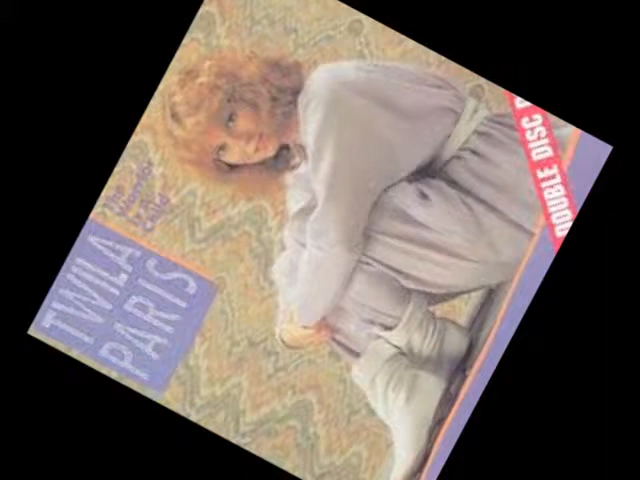 TWILA
PARIS
The
Warrior
Is A
Child
DOUBLE DISC